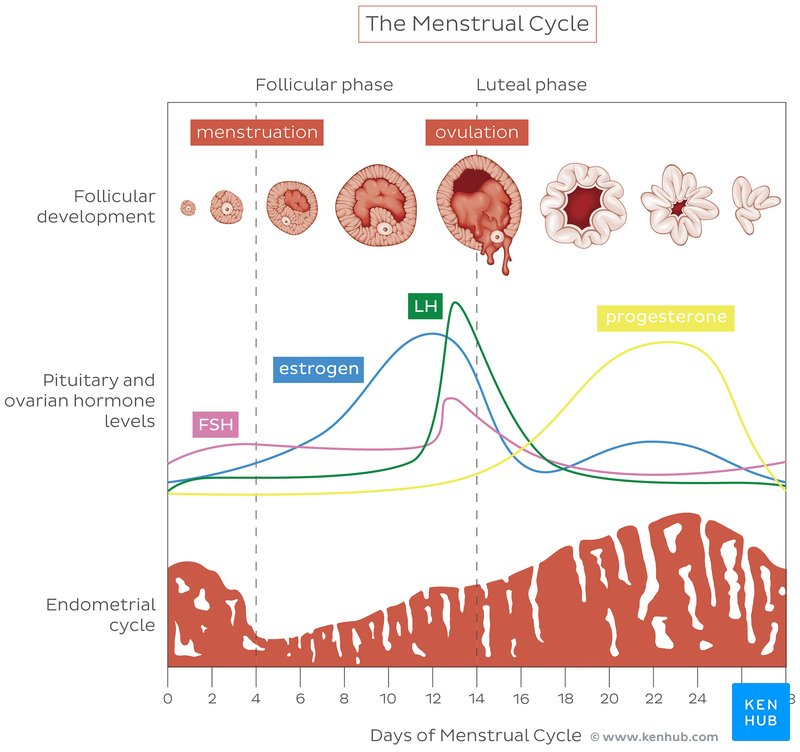 The Menstrual Cycle
Follicular phase
Luteal phase
menstruation
ovulation
Follicular
development
LH
progesterone
estrogen
Pituitary and
ovarian hormone
levels
FSH
Endometrial
cycle
0 2 4 6 8 10 12 14 16 18 20 22 24
KEN
HUB
Days of Menstrual Cycle
© www.kenhub.com